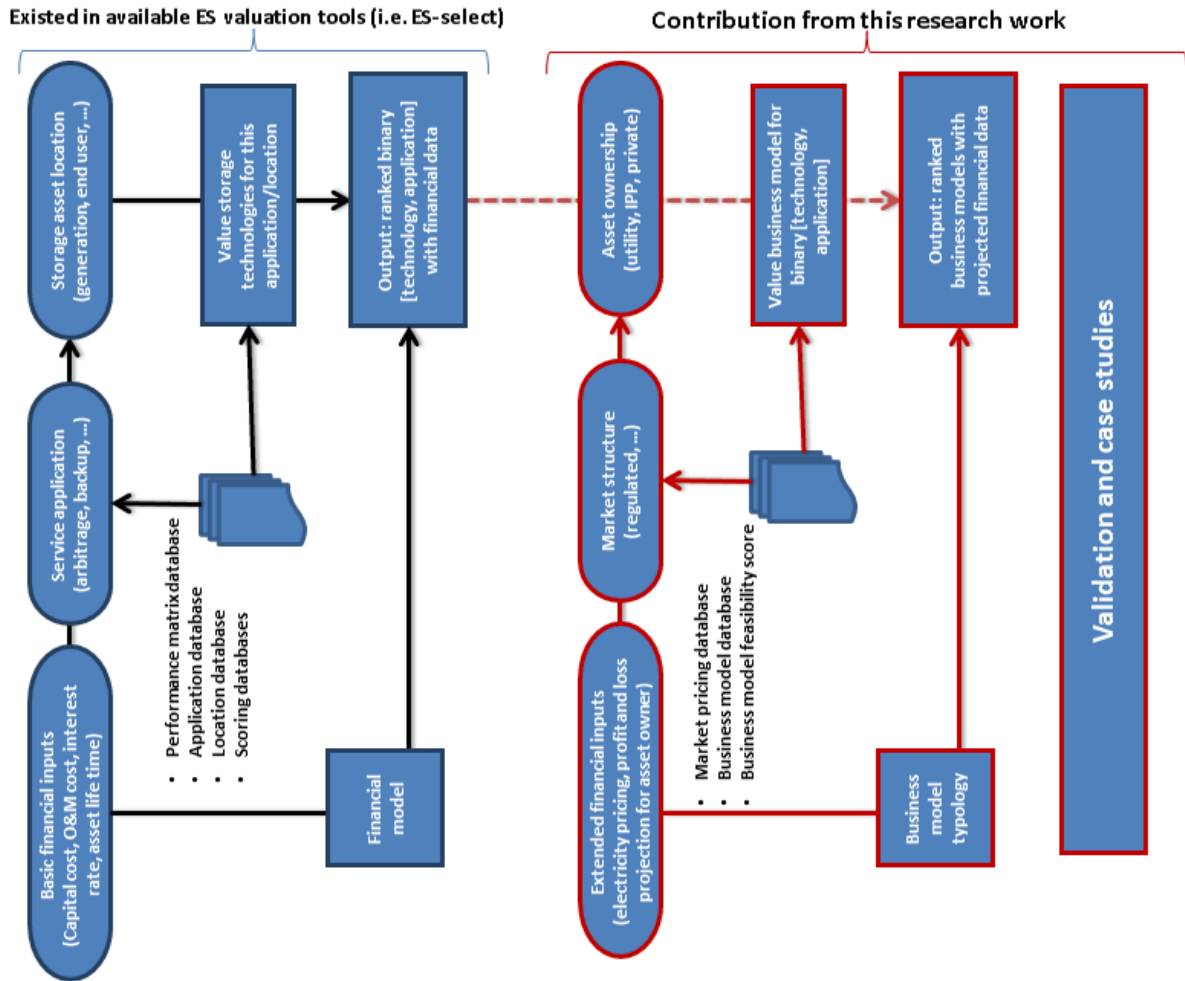 Existed in available ES valuation tools (i.e. ES-select)
Contribution from this research work
Basic financial inputs
(Capital cost, O&M cost, interest
rate, asset life time)
Service application
(arbitrage, backup, ...)
Storage asset location
(generation, end user, ...)
• Performance matrix database
• Application database
• Location database
• Scoring databases
Value storage
technologies for this
application/location
Financial
model
Output: ranked binary
[technology, application]
with financial data
Extended financial inputs
(electricity pricing, profit and loss
projection for asset owner)
Market structure
(regulated, ...)
Asset ownership
(utility, IPP, private)
• Market pricing database
• Business model database
• Business model feasibility score
Value business model for
binary [technology,
application]
Business
model
typology
Output: ranked
business models with
projected financial data
Validation and case studies